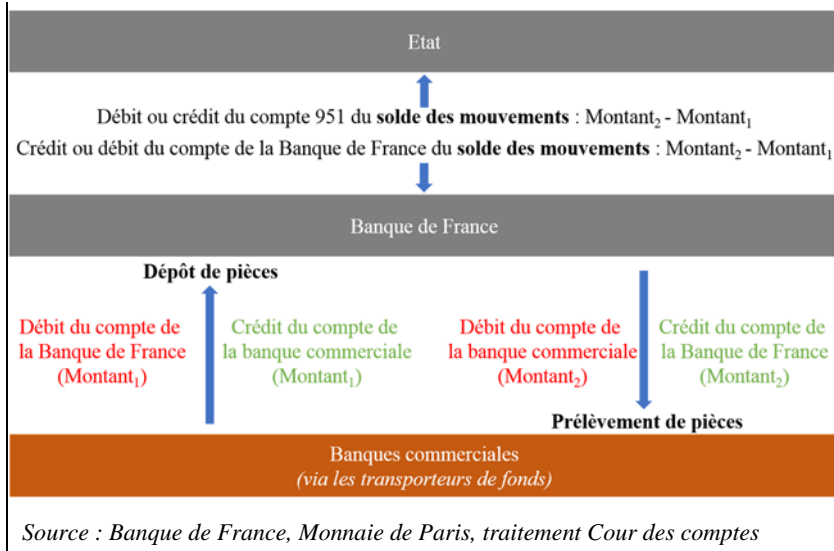 Etat
Débit ou crédit du compte 951 du solde des mouvements : Montant₂ - Montant₁
Crédit ou débit du compte de la Banque de France du solde des mouvements : Montant₂ - Montant₁
Banque de France
Dépôt de pièces
Débit du compte de
la Banque de France
(Montant₁)
Crédit du compte de
la banque commerciale
(Montant₁)
Débit du compte de
la banque commerciale
(Montant₂)
Crédit du compte de
la Banque de France
(Montant₂)
Prélèvement de pièces
Banques commerciales
(via les transporteurs de fonds)
Source : Banque de France, Monnaie de Paris, traitement Cour des comptes